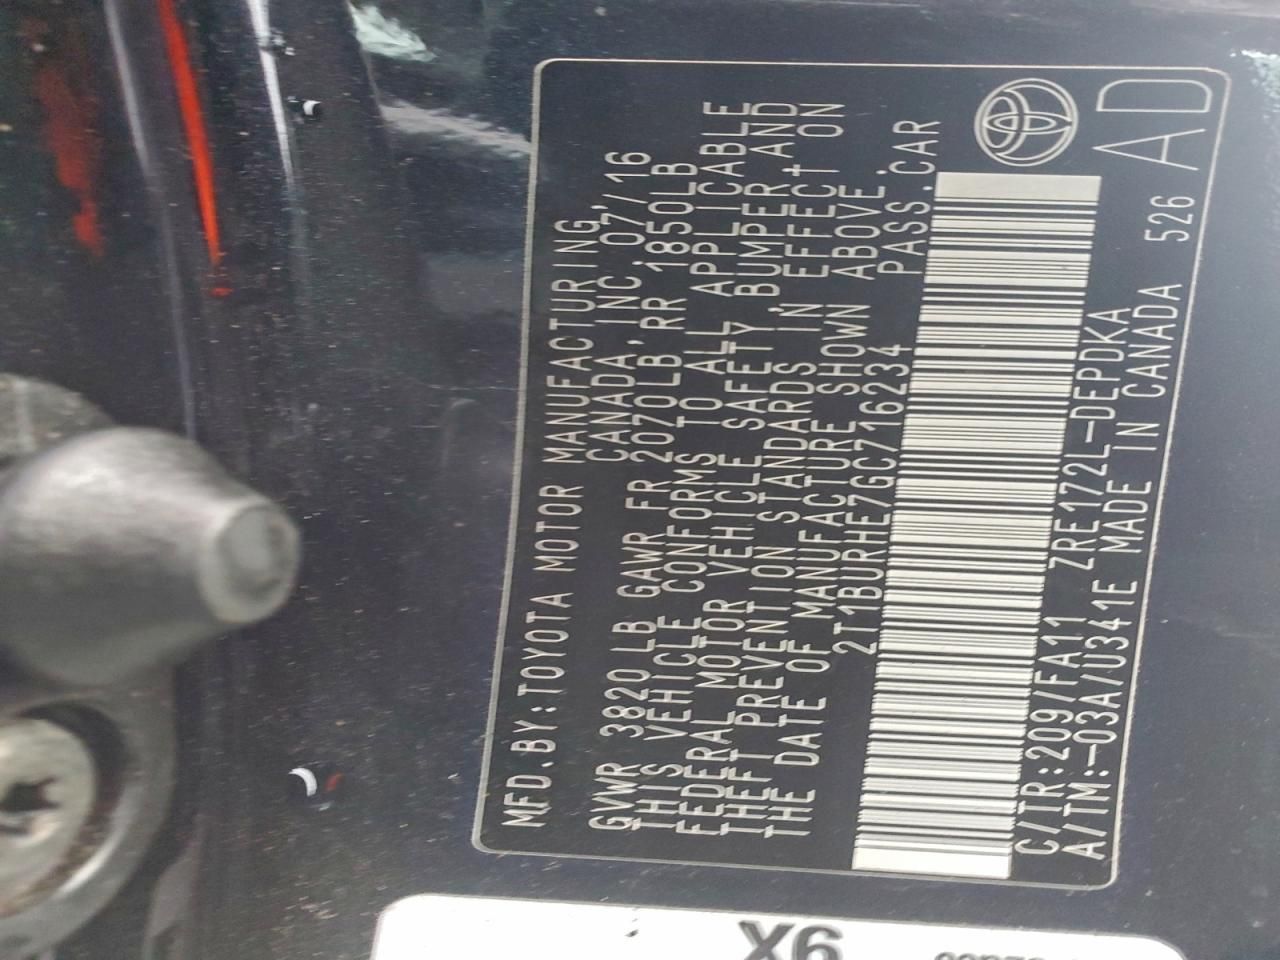 MFD.BY:TOYOTA MOTOR MANUFACTURING,
CANADA,INC.07/16
GVWR 3820 LB GAWR FR 2070LB RR 1850LB
THIS VEHICLE CONFORMS TO ALL APPLICABLE
FEDERAL MOTOR VEHICLE SAFETY BUMPER,AND
THEFT PREVENTION STANDARDS IN EFFECT ON
THE DATE OF MANUFACTURE SHOWN ABOVE.
2T1BURHE7GC716234 PASS.CAR
C/TR:209/FA11 ZRE172L-DEPDKA
A/TM:-03A/U341E MADE IN CANADA 526
AD
X6